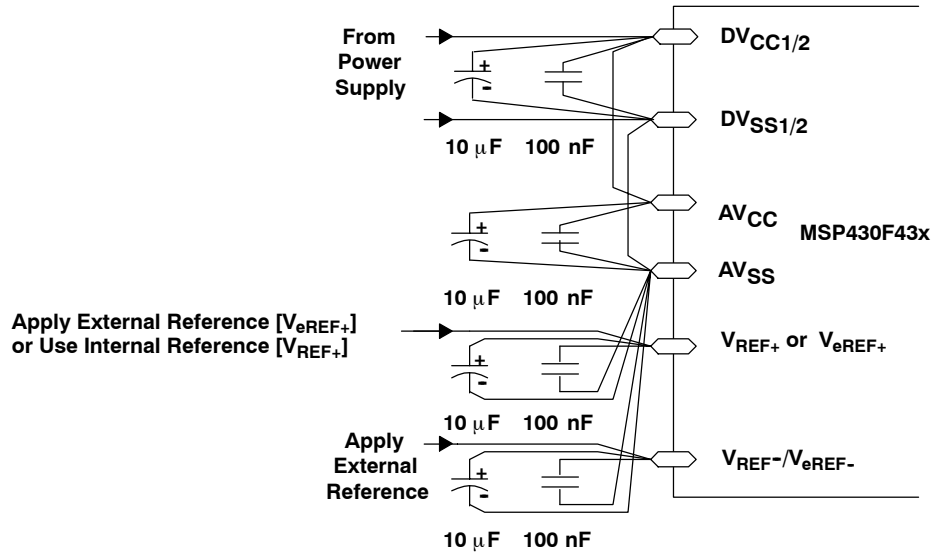 From
Power
Supply
DVCC1/2
+
-
DVSS1/2
10 μF 100 nF
AVCC
MSP430F43x
+
-
AVSS
10 μF 100 nF
Apply External Reference [VeREF+]
or Use Internal Reference [VREF+]
VREF+ or VeREF+
+
-
10 μF 100 nF
Apply
External
Reference
VREF-/VeREF-
+
-
10 μF 100 nF